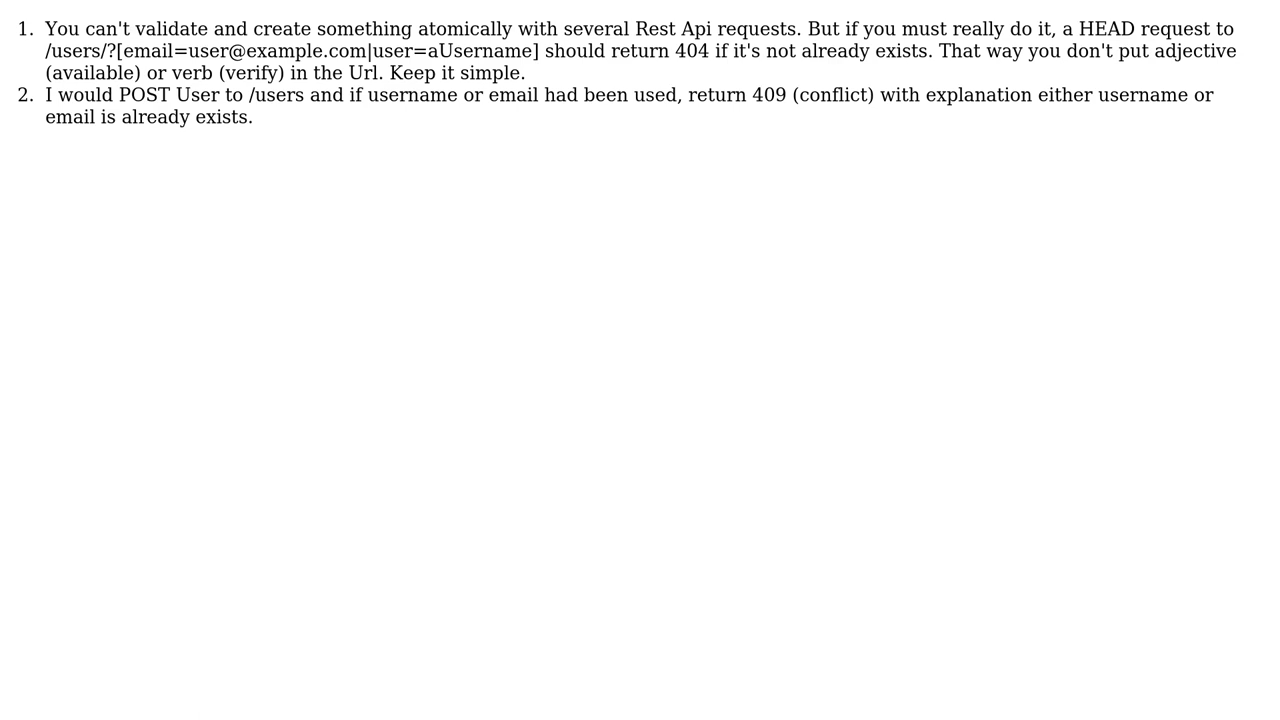 1. You can't validate and create something atomically with several Rest Api requests. But if you must really do it, a HEAD request to
/users/?[email=user@example.com|user=aUsername] should return 404 if it's not already exists. That way you don't put adjective
(available) or verb (verify) in the Url. Keep it simple.
2. I would POST User to /users and if username or email had been used, return 409 (conflict) with explanation either username or
email is already exists.